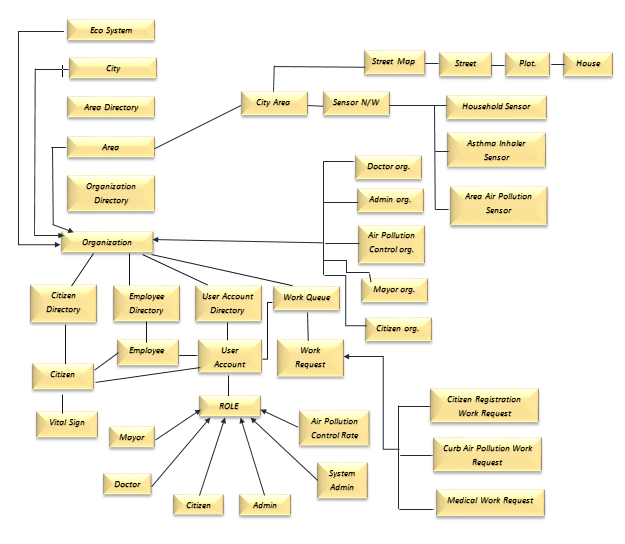 Eco System
City
Area Directory
Area
Organization
Directory
Street Map
Street
Plot.
House
City Area
Sensor N/W
Household Sensor
Asthma Inhaler
Sensor
Area Air Pollution
Sensor
Doctor org.
Admin org.
Air Pollution
Control org.
Mayor org.
Citizen org.
Organization
Citizen
Directory
Employee
Directory
User Account
Directory
Work Queue
Citizen
Employee
User
Account
Work
Request
Vital Sign
ROLE
Mayor
Doctor
Citizen
Admin
System
Admin
Air Pollution
Control Rate
Citizen Registration
Work Request
Curb Air Pollution Work
Request
Medical Work Request